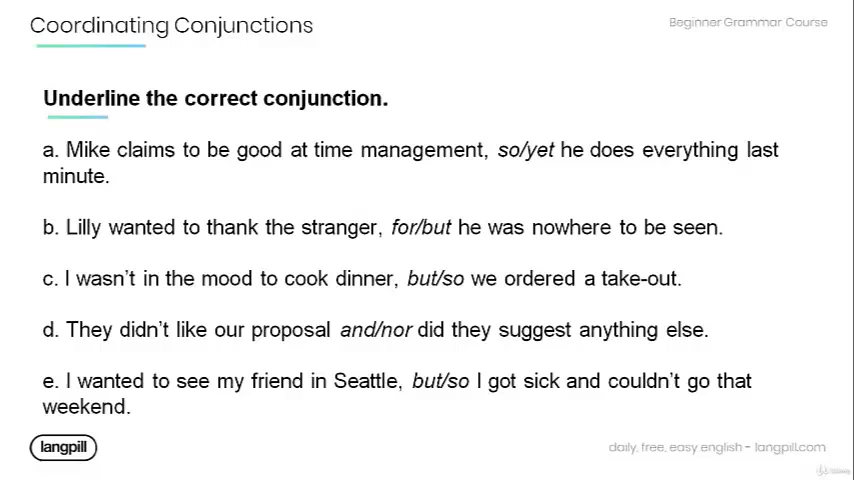 Coordinating Conjunctions
Beginner Grammar Course
Underline the correct conjunction.
a. Mike claims to be good at time management, so/yet he does everything last
minute.
b. Lilly wanted to thank the stranger, for/but he was nowhere to be seen.
c. I wasn't in the mood to cook dinner, but/so we ordered a take-out.
d. They didn't like our proposal and/nor did they suggest anything else.
e. I wanted to see my friend in Seattle, but/so I got sick and couldn't go that
weekend.
langpill
daily, free, easy english - langpill.com
Udemy